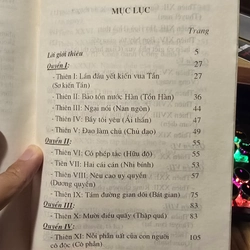 MỤC LỤC
Trang
Lời giới thiệu 5
Quyển I: 27
- Thiên I: Lần đầu yết kiến vua Tần 27
(Sơ kiến Tần)
- Thiên II: Bảo tồn nước Hàn (Tồn Hàn) 36
- Thiên III: Ngại nói (Nan ngôn) 44
- Thiên IV: Bầy tôi yêu (Ái thần) 47
- Thiên V: Đạo làm chủ (Chủ đạo) 49
Quyển II: 55
- Thiên VI: Có phép tắc (Hữu độ) 55
- Thiên VII: Hai cái cán (Nhị bính) 63
- Thiên VIII: Nêu cao uy quyền 68
(Dương quyền)
- Thiên IX: Tám đường gian dối (Bát gian) 75
Quyển III: 83
- Thiên X: Mười điều quấy (Thập quá) 83
Quyển IV: 105
- Thiên XI: Nỗi phẫn uất của con người
cô độc (Cô phẫn)